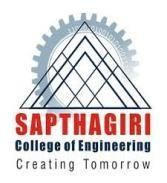 SAPTHAGIRI
College of Engineering
Creating Tomorrow